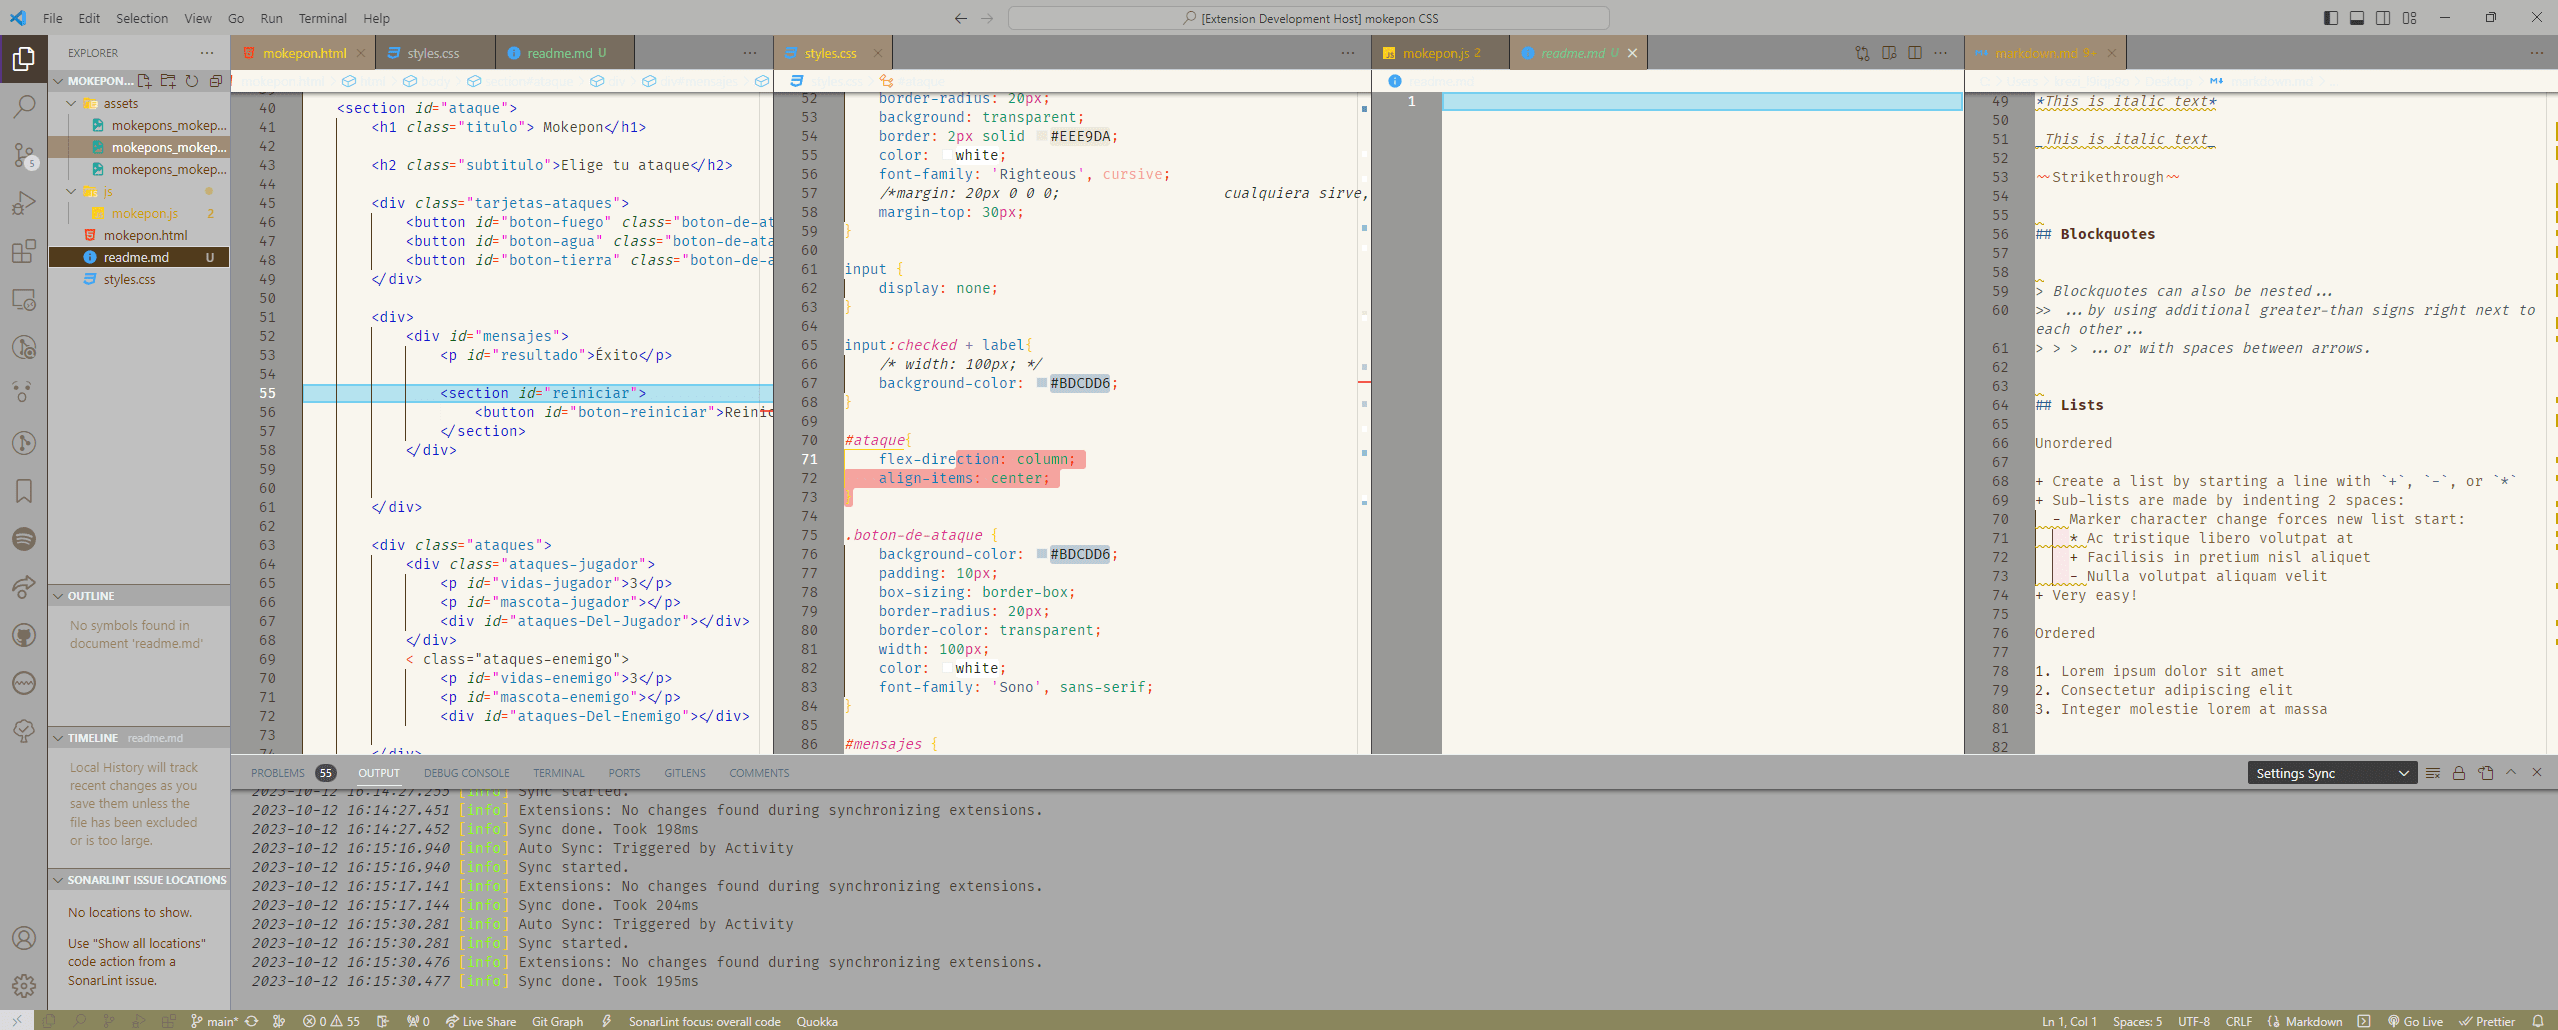 File Edit Selection View Go Run Terminal Help
[Extension Development Host] mokepon CSS
EXPLORER
MOKEPON...
assets
mokepons_mokep...
mokepons_mokep...
mokepons_mokep...
js
mokepon.js 2
mokepon.html
readme.md U
styles.css
OUTLINE
No symbols found in
document 'readme.md'
TIMELINE readme.md
Local History will track
recent changes as you
save them unless the
file has been excluded
or is too large.
SONARLINT ISSUE LOCATIONS
No locations to show.
Use "Show all locations"
code action from a
SonarLint issue.
5
mokepon.html styles.css readme.md U
40 <section id="ataque">
41 <h1 class="titulo"> Mokepon</h1>
42
43 <h2 class="subtitulo">Elige tu ataque</h2>
44
45 <div class="tarjetas-ataques">
46 <button id="boton-fuego" class="boton-de-at
47 <button id="boton-agua" class="boton-de-ata
48 <button id="boton-tierra" class="boton-de-a
49 </div>
50
51 <div>
52 <div id="mensajes">
53 <p id="resultado">Éxito</p>
54
55 <section id="reiniciar">
56 <button id="boton-reiniciar">Reinic
57 </section>
58 </div>
59
60
61 </div>
62
63 <div class="ataques">
64 <div class="ataques-jugador">
65 <p id="vidas-jugador">3</p>
66 <p id="mascota-jugador"></p>
67 <div id="ataques-Del-Jugador"></div>
68 </div>
69 < class="ataques-enemigo">
70 <p id="vidas-enemigo">3</p>
71 <p id="mascota-enemigo"></p>
72 <div id="ataques-Del-Enemigo"></div>
73
74 </div>
styles.css
52 border-radius: 20px;
53 background: transparent;
54 border: 2px solid #EEE9DA;
55 color: white;
56 font-family: 'Righteous', cursive;
57 /*margin: 20px 0 0 0; cualquiera sirve,
58 margin-top: 30px;
59 }
60
61 input {
62 display: none;
63 }
64
65 input:checked + label{
66 /* width: 100px; */
67 background-color: #BDCDD6;
68 }
69
70 #ataque{
71 flex-direction: column;
72 align-items: center;
73 }
74
75 .boton-de-ataque {
76 background-color: #BDCDD6;
77 padding: 10px;
78 box-sizing: border-box;
79 border-radius: 20px;
80 border-color: transparent;
81 width: 100px;
82 color: white;
83 font-family: 'Sono', sans-serif;
84 }
85
86 #mensajes {
mokepon.js 2 readme.md U
1
markdown.md 9+
49 *This is italic text*
50
51 _This is italic text_
52
53 ~~Strikethrough~~
54
55
56 ## Blockquotes
57
58
59 > Blockquotes can also be nested...
60 >> ...by using additional greater-than signs right next to
each other...
61 > > > ...or with spaces between arrows.
62
63
64 ## Lists
65
66 Unordered
67
68 + Create a list by starting a line with `+`, `-`, or `*`
69 + Sub-lists are made by indenting 2 spaces:
70 - Marker character change forces new list start:
71 * Ac tristique libero volutpat at
72 + Facilisis in pretium nisl aliquet
73 - Nulla volutpat aliquam velit
74 + Very easy!
75
76 Ordered
77
78 1. Lorem ipsum dolor sit amet
79 2. Consectetur adipiscing elit
80 3. Integer molestie lorem at massa
81
82
PROBLEMS 55 OUTPUT DEBUG CONSOLE TERMINAL PORTS GITLENS COMMENTS
Settings Sync
2023-10-12 16:14:27.255 [info] Sync started.
2023-10-12 16:14:27.451 [info] Extensions: No changes found during synchronizing extensions.
2023-10-12 16:14:27.452 [info] Sync done. Took 198ms
2023-10-12 16:15:16.940 [info] Auto Sync: Triggered by Activity
2023-10-12 16:15:16.940 [info] Sync started.
2023-10-12 16:15:17.141 [info] Extensions: No changes found during synchronizing extensions.
2023-10-12 16:15:17.144 [info] Sync done. Took 204ms
2023-10-12 16:15:30.281 [info] Auto Sync: Triggered by Activity
2023-10-12 16:15:30.281 [info] Sync started.
2023-10-12 16:15:30.476 [info] Extensions: No changes found during synchronizing extensions.
2023-10-12 16:15:30.477 [info] Sync done. Took 195ms
main* 0 55 0 Live Share Git Graph SonarLint focus: overall code Quokka
Ln 1, Col 1 Spaces: 5 UTF-8 CRLF Markdown Go Live Prettier